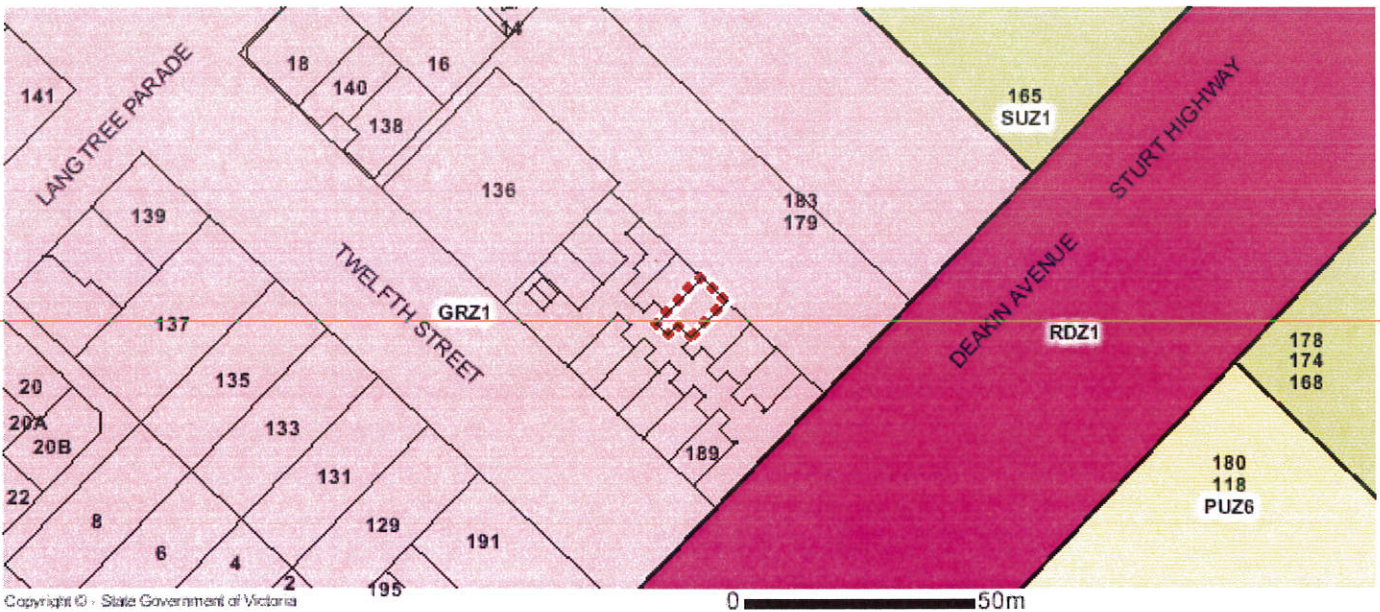 14
18
16
140
138
141
LANGTREE PARADE
136
139
TWELFTH STREET
GRZ1
137
135
133
131
129
191
20
20A
20B
22
8
6
4
2
195
183
179
189
165
SUZ1
STURT HIGHWAY
DEAKIN AVENUE
RDZ1
178
174
168
180
118
PUZ6
Copyright © - State Government of Victoria
0 50m